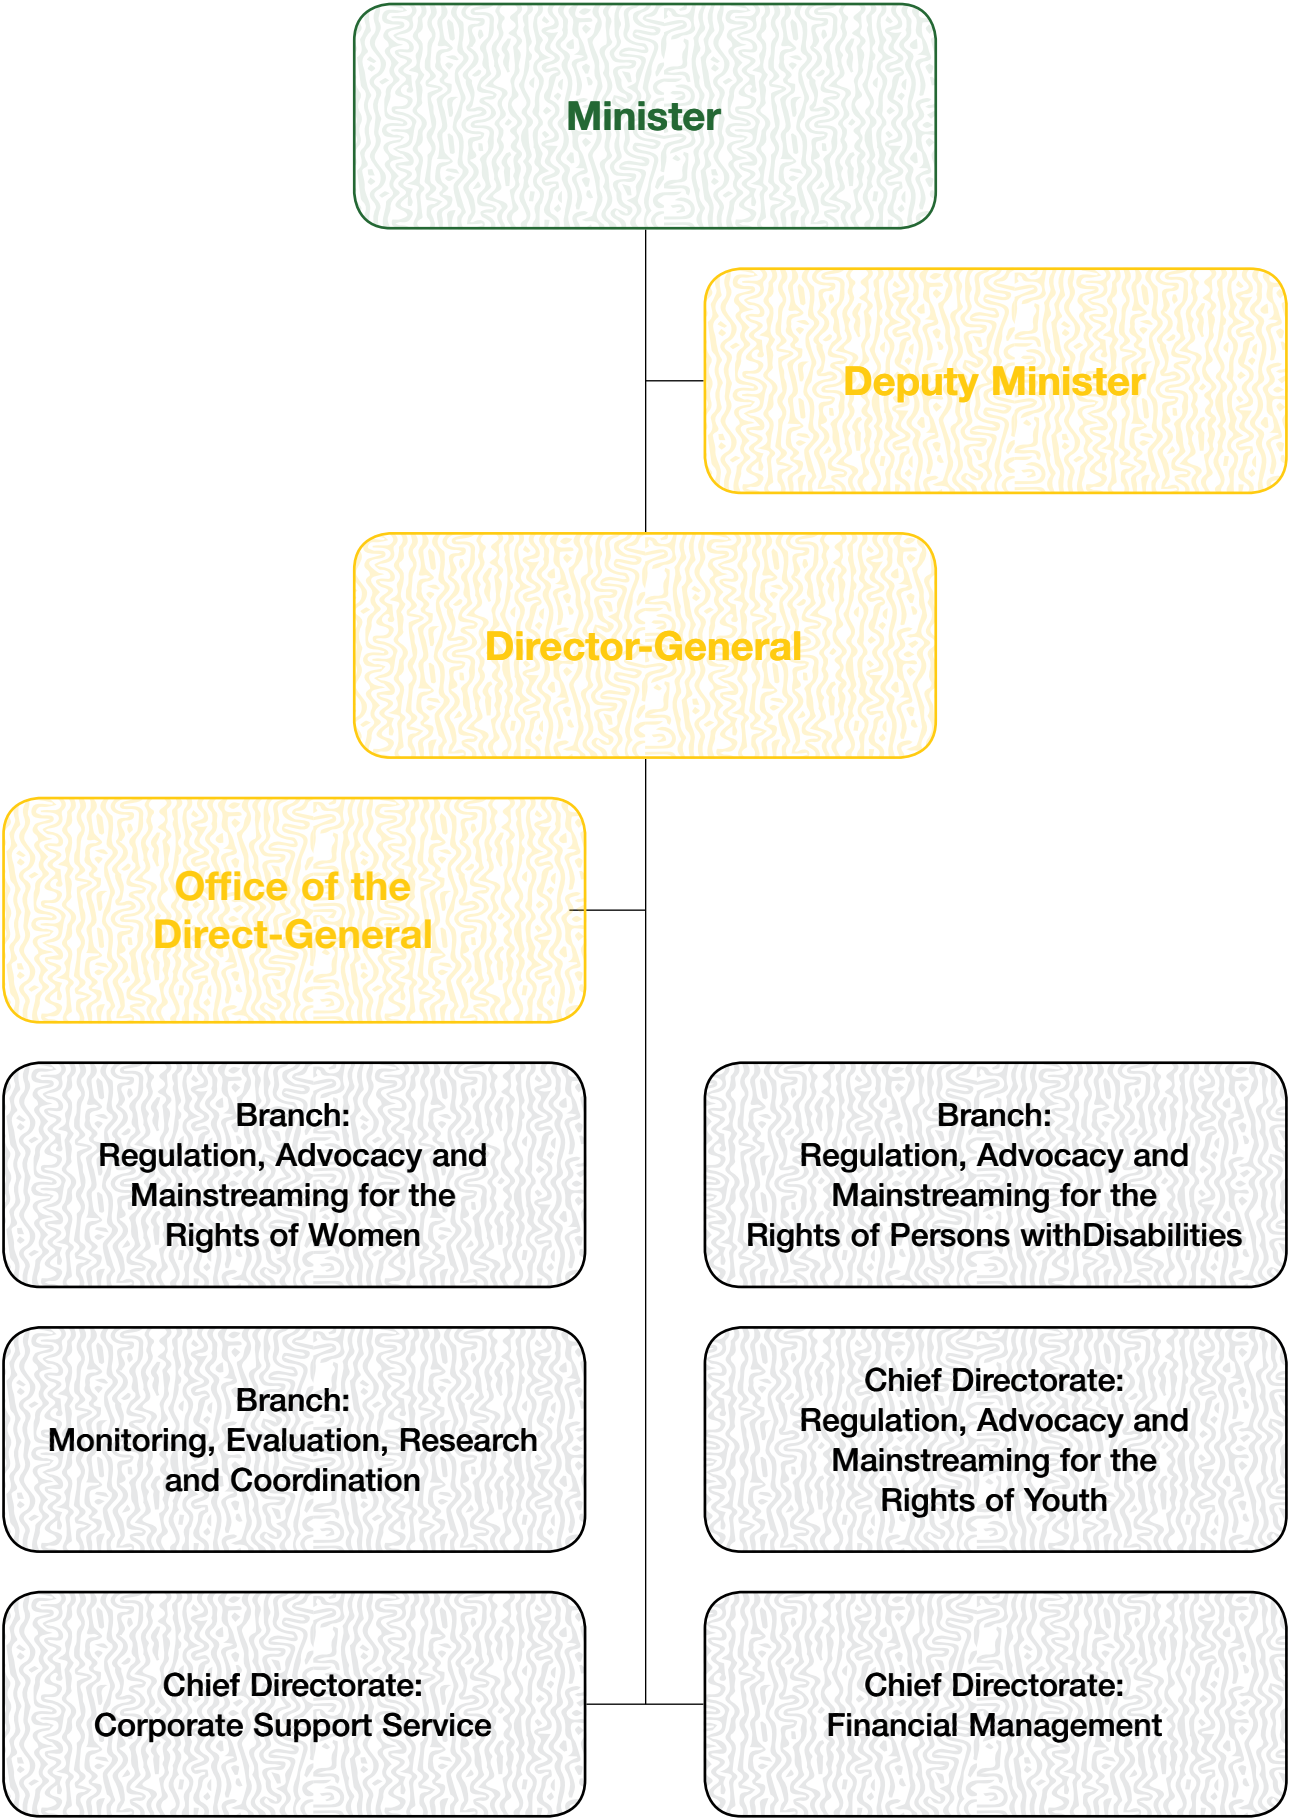 Minister
Deputy Minister
Director-General
Office of the
Direct-General
Branch:
Regulation, Advocacy and
Mainstreaming for the
Rights of Women
Branch:
Regulation, Advocacy and
Mainstreaming for the
Rights of Persons withDisabilities
Branch:
Monitoring, Evaluation, Research
and Coordination
Chief Directorate:
Regulation, Advocacy and
Mainstreaming for the
Rights of Youth
Chief Directorate:
Corporate Support Service
Chief Directorate:
Financial Management